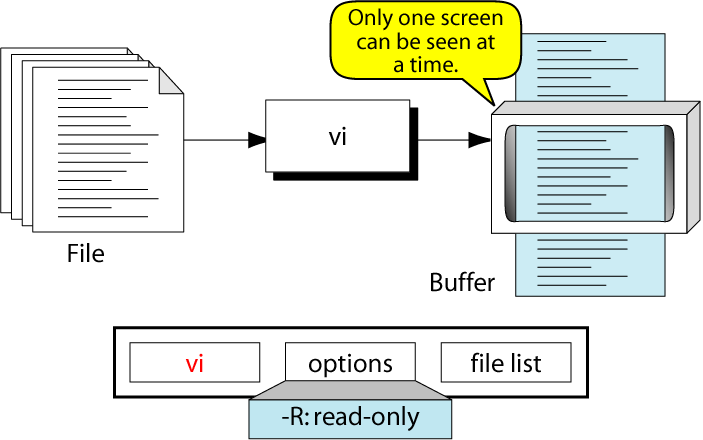 Only one screen
can be seen at
a time.
vi
File
Buffer
vi
options
file list
-R: read-only